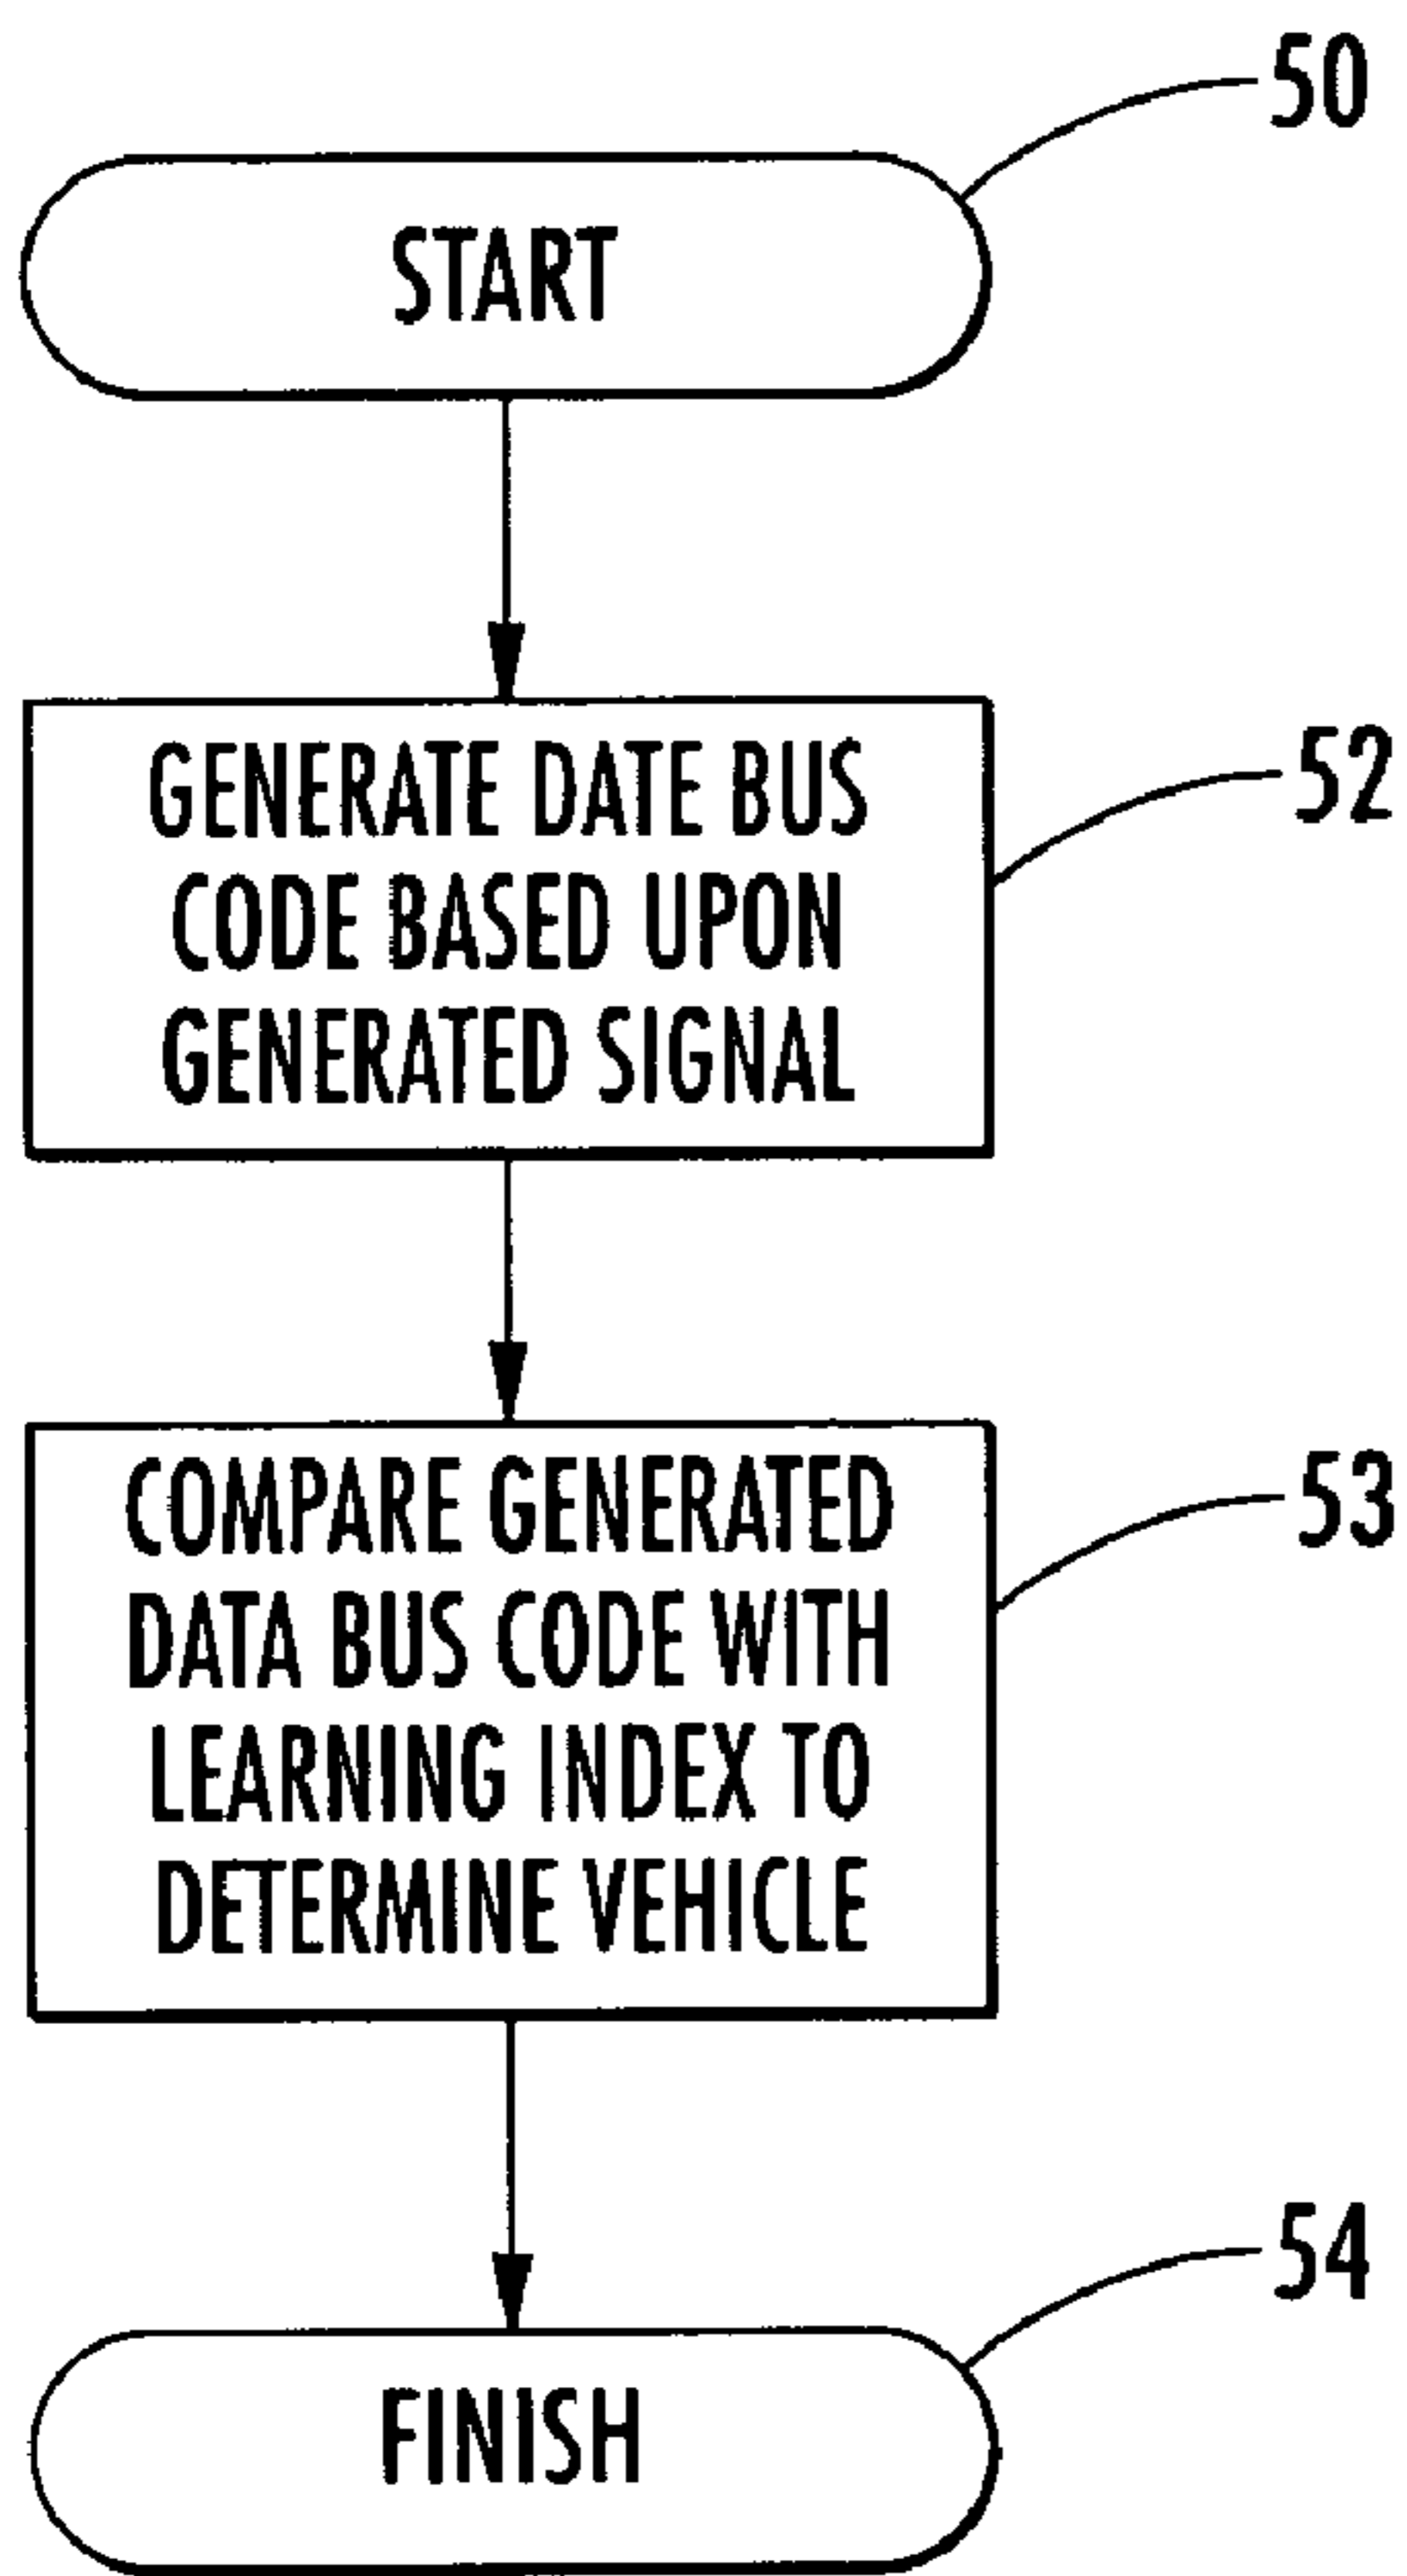 50
START
GENERATE DATE BUS
CODE BASED UPON
GENERATED SIGNAL
52
COMPARE GENERATED
DATA BUS CODE WITH
LEARNING INDEX TO
DETERMINE VEHICLE
53
54
FINISH